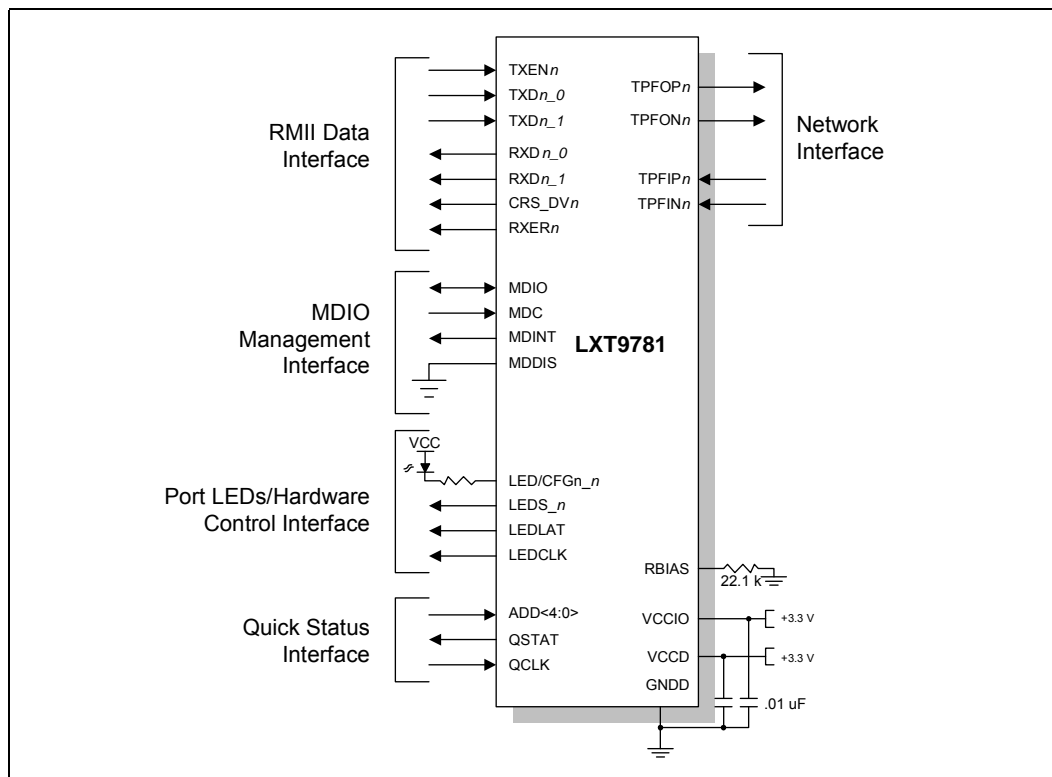 RMII Data
Interface
TXENn
TXDn_0
TXDn_1
RXDn_0
RXDn_1
CRS_DVn
RXERn
MDIO
Management
Interface
MDIO
MDC
MDINT
MDDIS
Port LEDs/Hardware
Control Interface
VCC
LED/CFGn_n
LEDS_n
LEDLAT
LEDCLK
Quick Status
Interface
ADD<4:0>
QSTAT
QCLK
LXT9781
TPFOPn
TPFONn
TPFIPn
TPFINn
Network
Interface
RBIAS
22.1 k
VCCIO
+3.3 V
VCCD
+3.3 V
GNDD
.01 uF